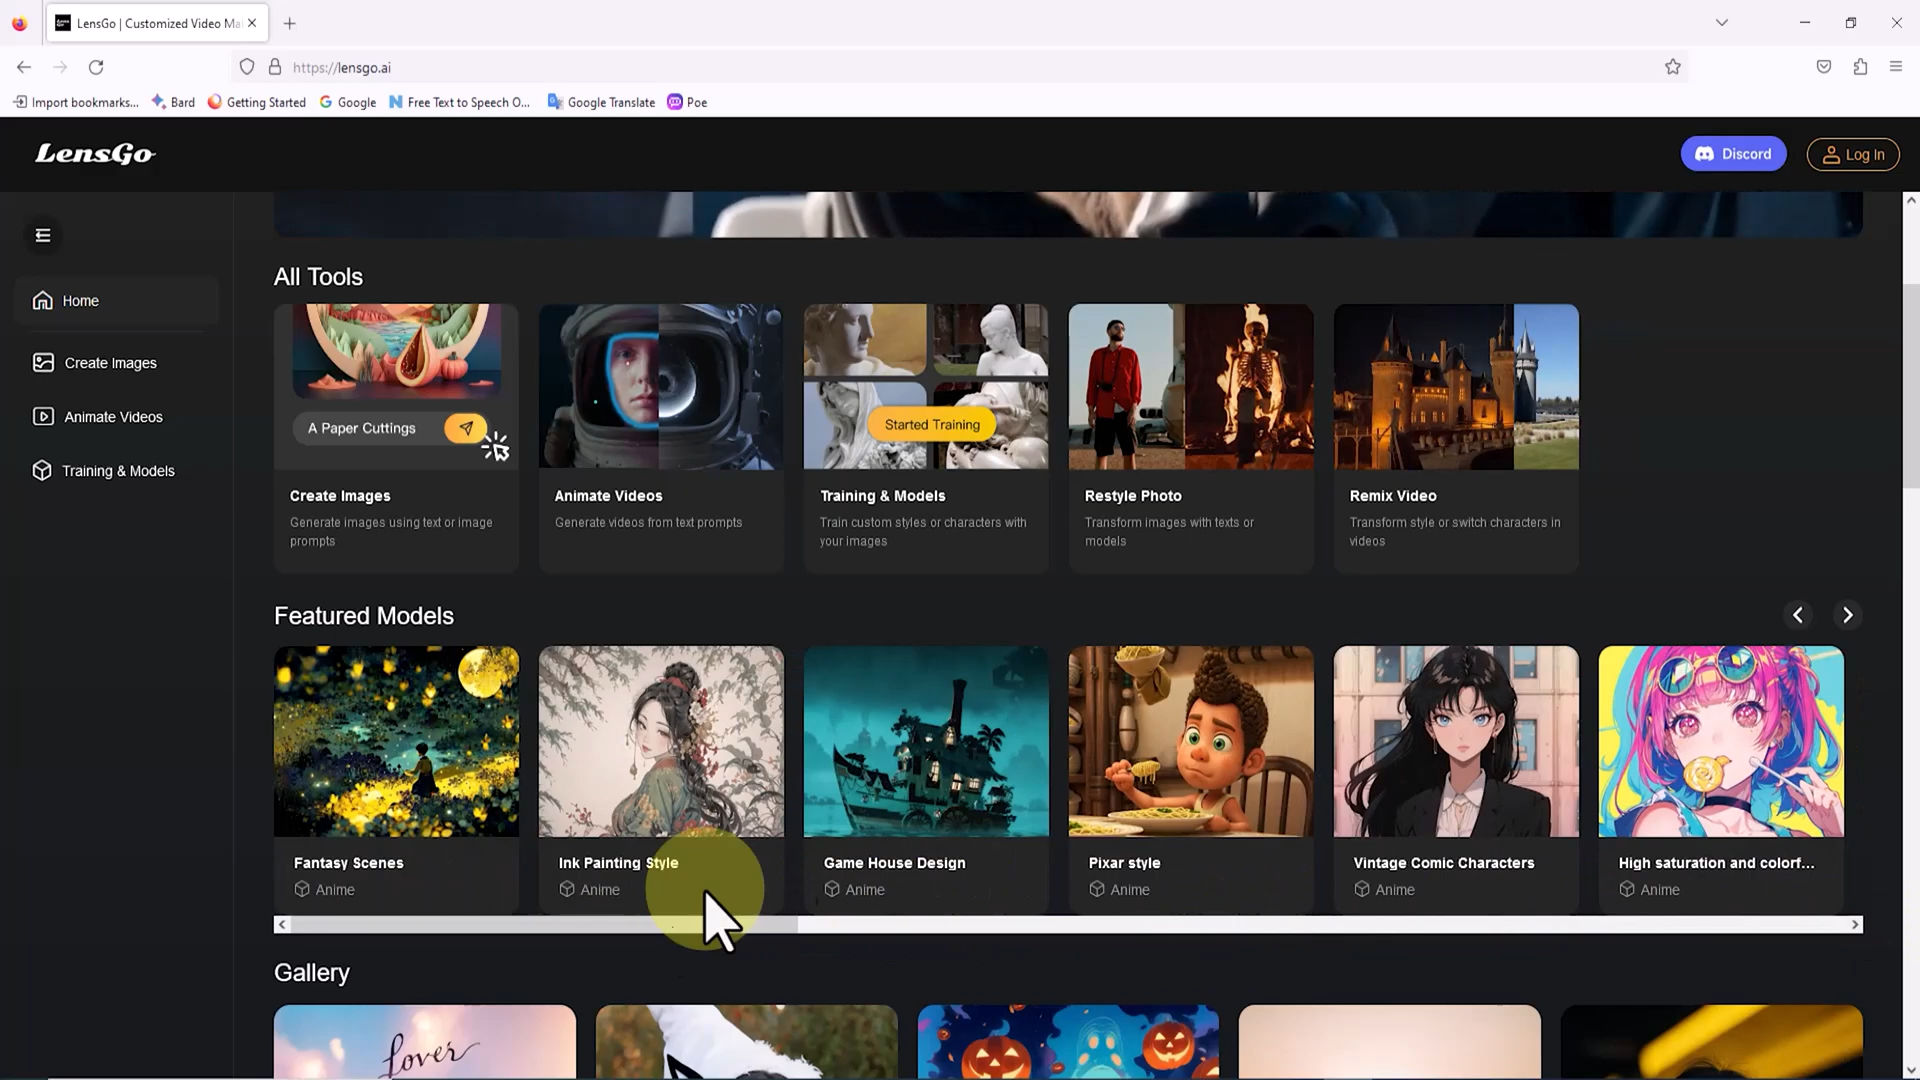 LensGo | Customized Video Ma
https://lensgo.ai
Import bookmarks... Bard Getting Started Google Free Text to Speech O... Google Translate Poe
LensGo
Discord
Log In
Home
Create Images
Animate Videos
Training & Models
All Tools
A Paper Cuttings
Started Training
Create Images
Generate images using text or image
prompts
Animate Videos
Generate videos from text prompts
Training & Models
Train custom styles or characters with
your images
Restyle Photo
Transform images with texts or
models
Remix Video
Transform style or switch characters in
videos
Featured Models
Fantasy Scenes
Anime
Ink Painting Style
Anime
Game House Design
Anime
Pixar style
Anime
Vintage Comic Characters
Anime
High saturation and colorf...
Anime
Gallery
lover